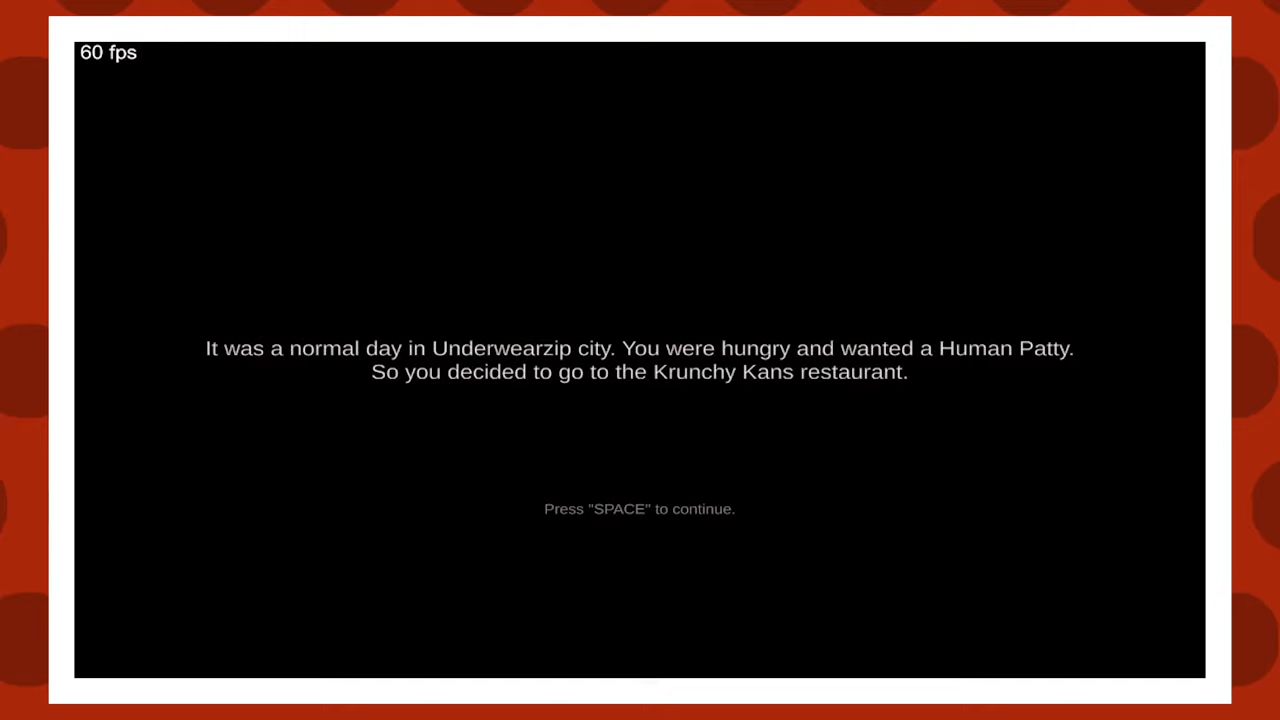 60 fps
It was a normal day in Underwearzip city. You were hungry and wanted a Human Patty.
So you decided to go to the Krunchy Kans restaurant.
Press "SPACE" to continue.